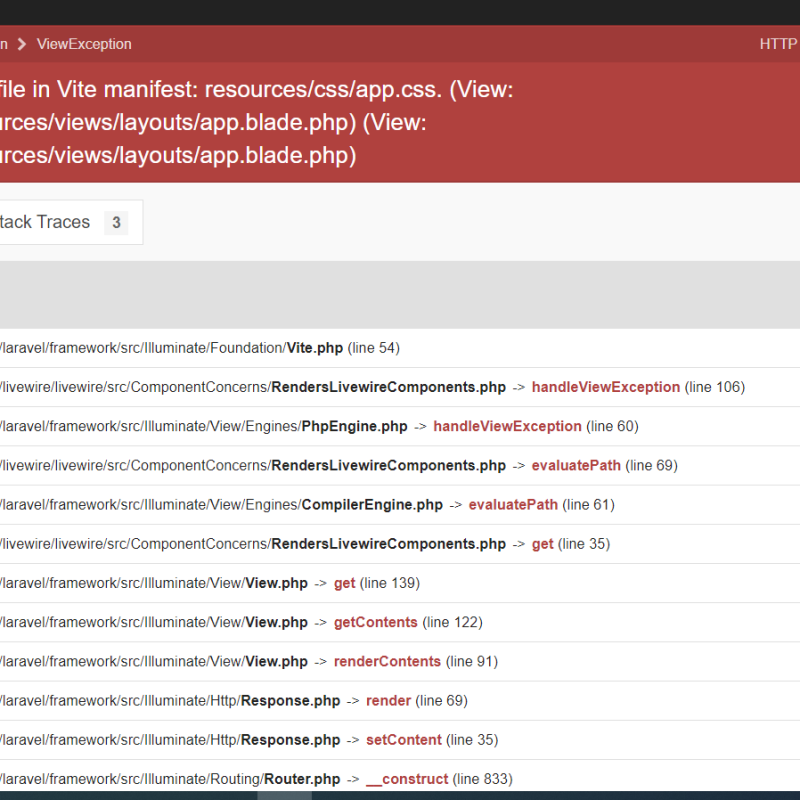 n > ViewException HTTP
file in Vite manifest: resources/css/app.css. (View:
urces/views/layouts/app.blade.php) (View:
urces/views/layouts/app.blade.php)
tack Traces 3
/laravel/framework/src/Illuminate/Foundation/Vite.php (line 54)
/livewire/livewire/src/ComponentConcerns/RendersLivewireComponents.php -> handleViewException (line 106)
/laravel/framework/src/Illuminate/View/Engines/PhpEngine.php -> handleViewException (line 60)
/livewire/livewire/src/ComponentConcerns/RendersLivewireComponents.php -> evaluatePath (line 69)
/laravel/framework/src/Illuminate/View/Engines/CompilerEngine.php -> evaluatePath (line 61)
/livewire/livewire/src/ComponentConcerns/RendersLivewireComponents.php -> get (line 35)
/laravel/framework/src/Illuminate/View/View.php -> get (line 139)
/laravel/framework/src/Illuminate/View/View.php -> getContents (line 122)
/laravel/framework/src/Illuminate/View/View.php -> renderContents (line 91)
/laravel/framework/src/Illuminate/Http/Response.php -> render (line 69)
/laravel/framework/src/Illuminate/Http/Response.php -> setContent (line 35)
/laravel/framework/src/Illuminate/Routing/Router.php -> __construct (line 833)